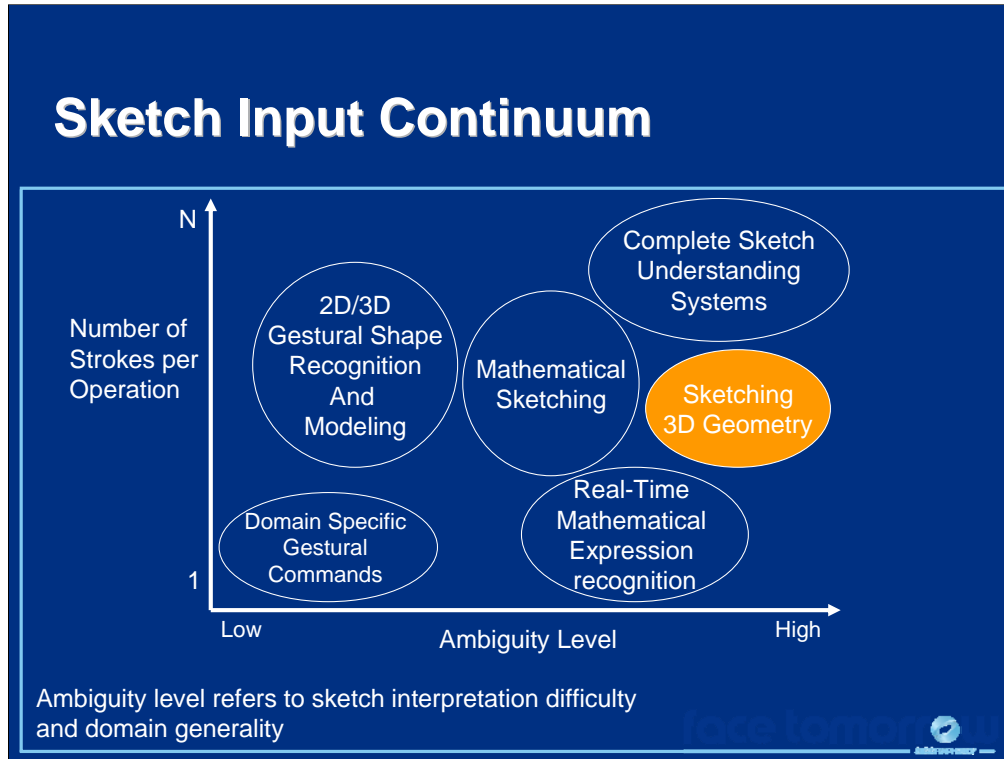 Sketch Input Continuum
N
Number of
Strokes per
Operation
1
2D/3D
Gestural Shape
Recognition
And
Modeling
Mathematical
Sketching
Complete Sketch
Understanding
Systems
Sketching
3D Geometry
Domain Specific
Gestural
Commands
Real-Time
Mathematical
Expression
recognition
Low
Ambiguity Level
High
Ambiguity level refers to sketch interpretation difficulty
and domain generality
face tomorrow